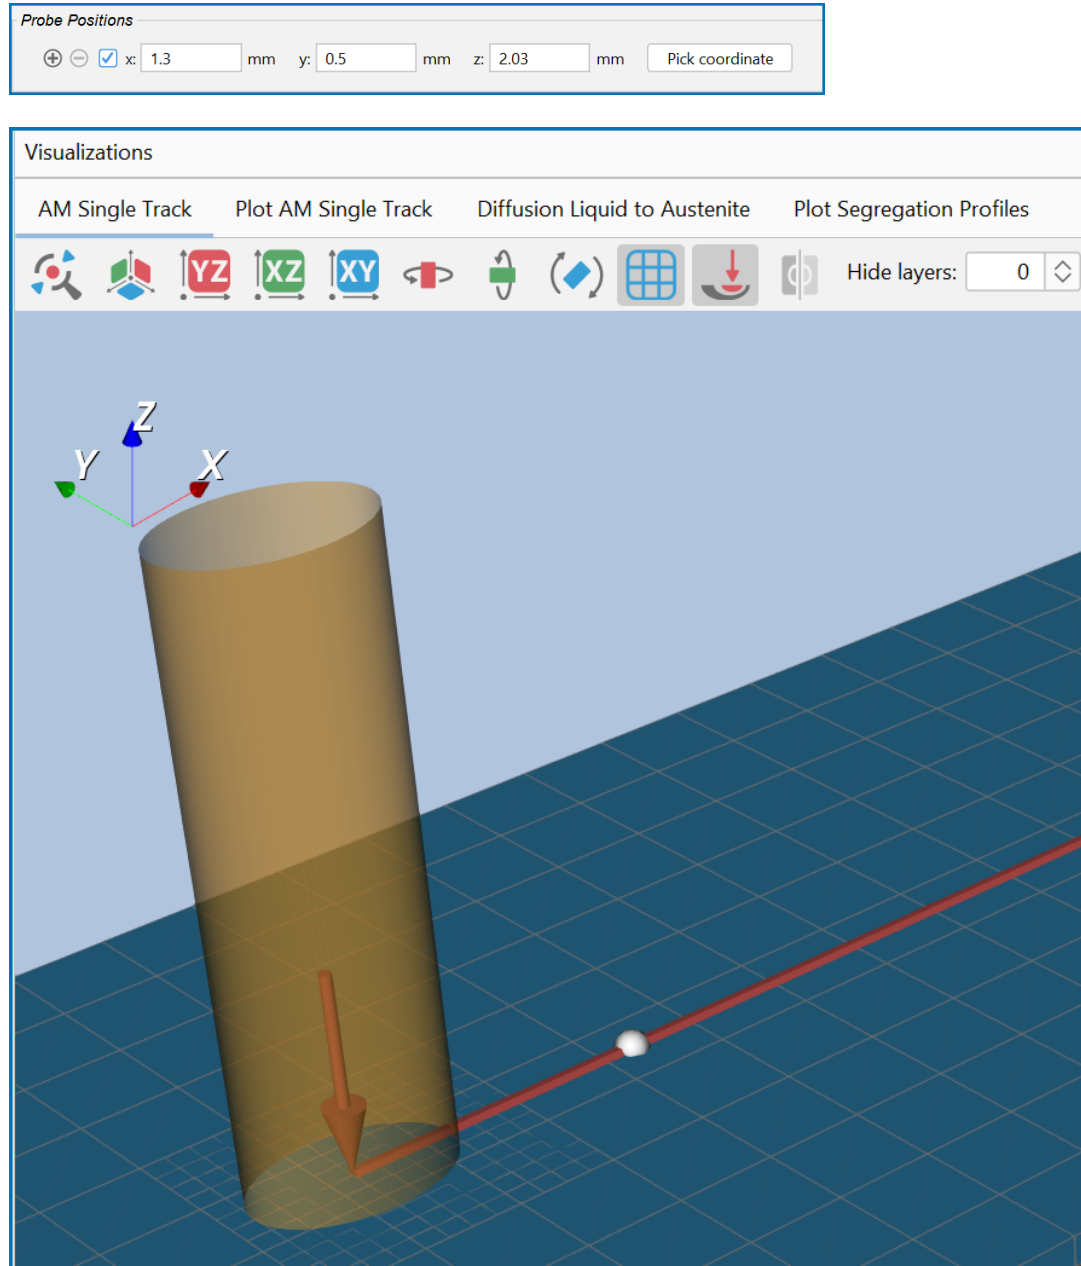 Probe Positions
x: 1.3 mm y: 0.5 mm z: 2.03 mm Pick coordinate
Visualizations
AM Single Track Plot AM Single Track Diffusion Liquid to Austenite Plot Segregation Profiles
YZ XZ XY Hide layers: 0
Z
Y X